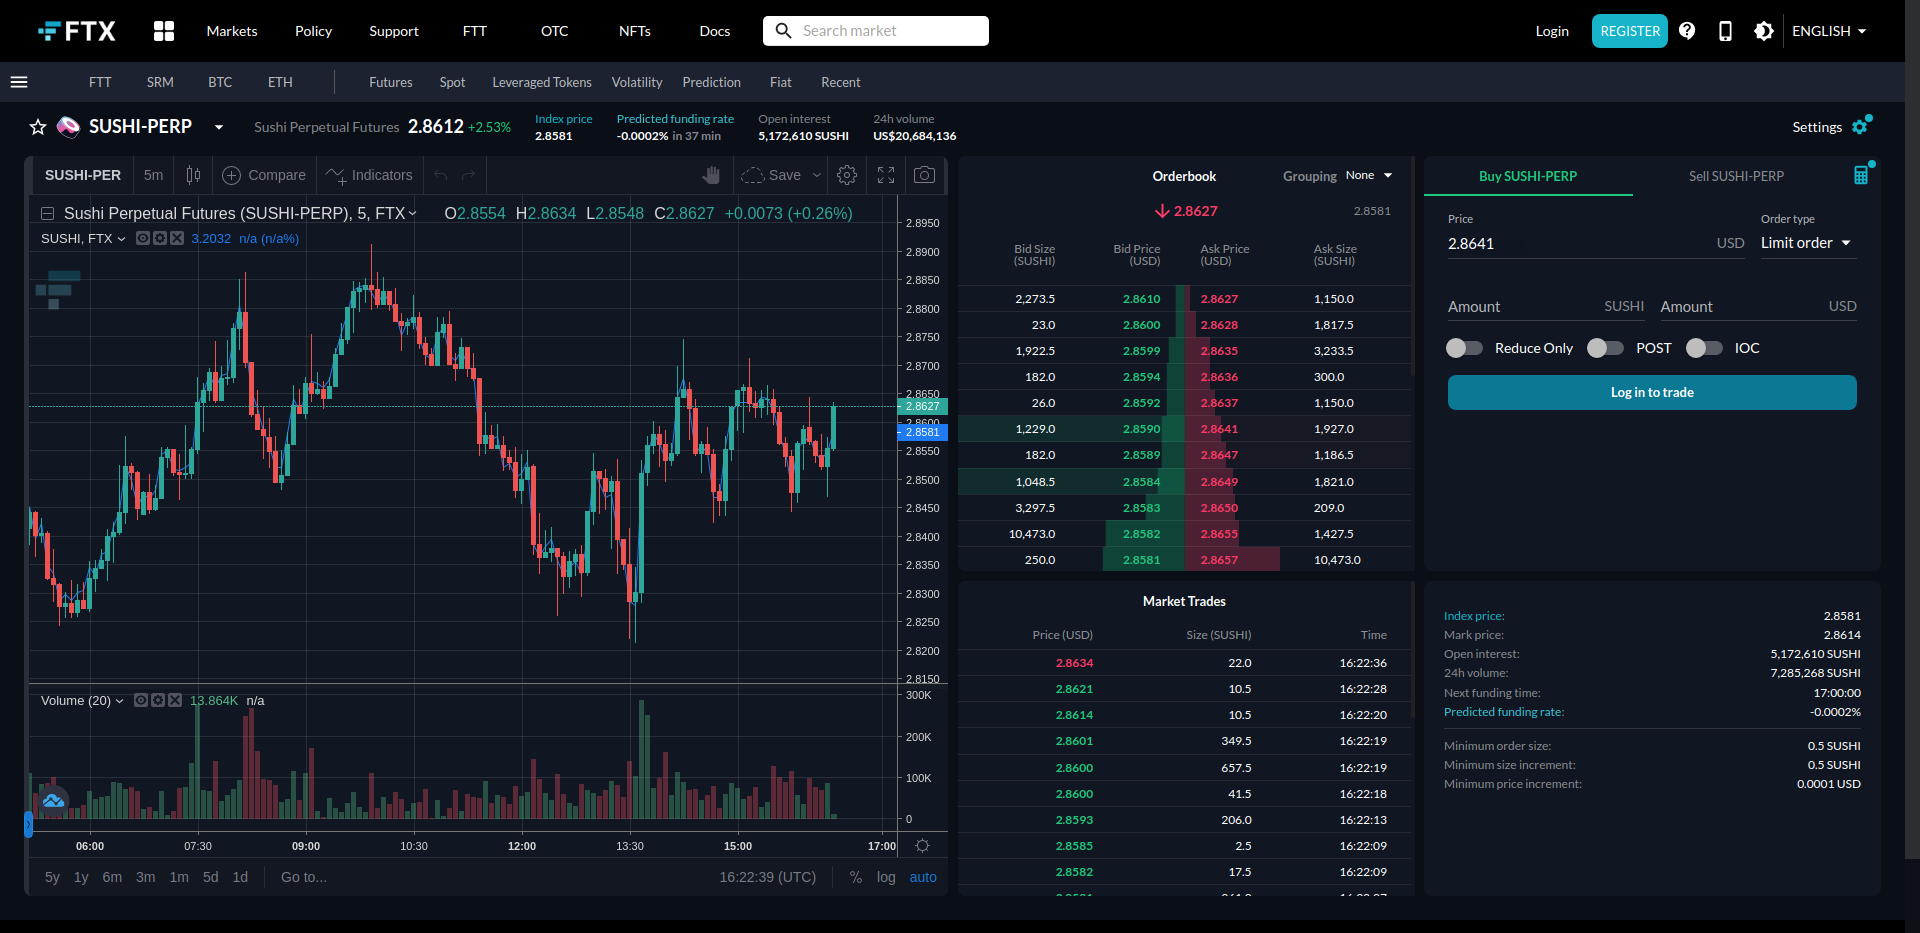 FTX
Markets Policy Support FTT OTC NFTs Docs Search market Login REGISTER ENGLISH
FTT SRM BTC ETH Futures Spot Leveraged Tokens Volatility Prediction Fiat Recent
SUSHI-PERP Sushi Perpetual Futures 2.8612 +2.53%
Index price
2.8581
Predicted funding rate
-0.0002% in 37 min
Open interest
5,172,610 SUSHI
24h volume
US$20,684,136
Settings
SUSHI-PER 5m Compare Indicators Save
Sushi Perpetual Futures (SUSHI-PERP), 5, FTX O2.8554 H2.8634 L2.8548 C2.8627 +0.0073 (+0.26%)
SUSHI, FTX 3.2032 n/a (n/a%)
2.8950
2.8900
2.8850
2.8800
2.8750
2.8700
2.8650
2.8627
2.8600
2.8581
2.8550
2.8500
2.8450
2.8400
2.8350
2.8300
2.8250
2.8200
2.8150
Volume (20) 13.864K n/a
300K
200K
100K
0
06:00 07:30 09:00 10:30 12:00 13:30 15:00 17:00
5y 1y 6m 3m 1m 5d 1d Go to... 16:22:39 (UTC) % log auto
Orderbook Grouping None
2.8627 2.8581
Bid Size (SUSHI) Bid Price (USD) Ask Price (USD) Ask Size (SUSHI)
2,273.5 2.8610 2.8627 1,150.0
23.0 2.8600 2.8628 1,817.5
1,922.5 2.8599 2.8635 3,233.5
182.0 2.8594 2.8636 300.0
26.0 2.8592 2.8637 1,150.0
1,229.0 2.8590 2.8641 1,927.0
182.0 2.8589 2.8647 1,186.5
1,048.5 2.8584 2.8649 1,821.0
3,297.5 2.8583 2.8650 209.0
10,473.0 2.8582 2.8655 1,427.5
250.0 2.8581 2.8657 10,473.0
Market Trades
Price (USD) Size (SUSHI) Time
2.8634 22.0 16:22:36
2.8621 10.5 16:22:28
2.8614 10.5 16:22:20
2.8601 349.5 16:22:19
2.8600 657.5 16:22:19
2.8600 41.5 16:22:18
2.8593 206.0 16:22:13
2.8585 2.5 16:22:09
2.8582 17.5 16:22:09
Buy SUSHI-PERP Sell SUSHI-PERP
Price Order type
2.8641 USD Limit order
Amount SUSHI Amount USD
Reduce Only POST IOC
Log in to trade
Index price: 2.8581
Mark price: 2.8614
Open interest: 5,172,610 SUSHI
24h volume: 7,285,268 SUSHI
Next funding time: 17:00:00
Predicted funding rate: -0.0002%
Minimum order size: 0.5 SUSHI
Minimum size increment: 0.5 SUSHI
Minimum price increment: 0.0001 USD